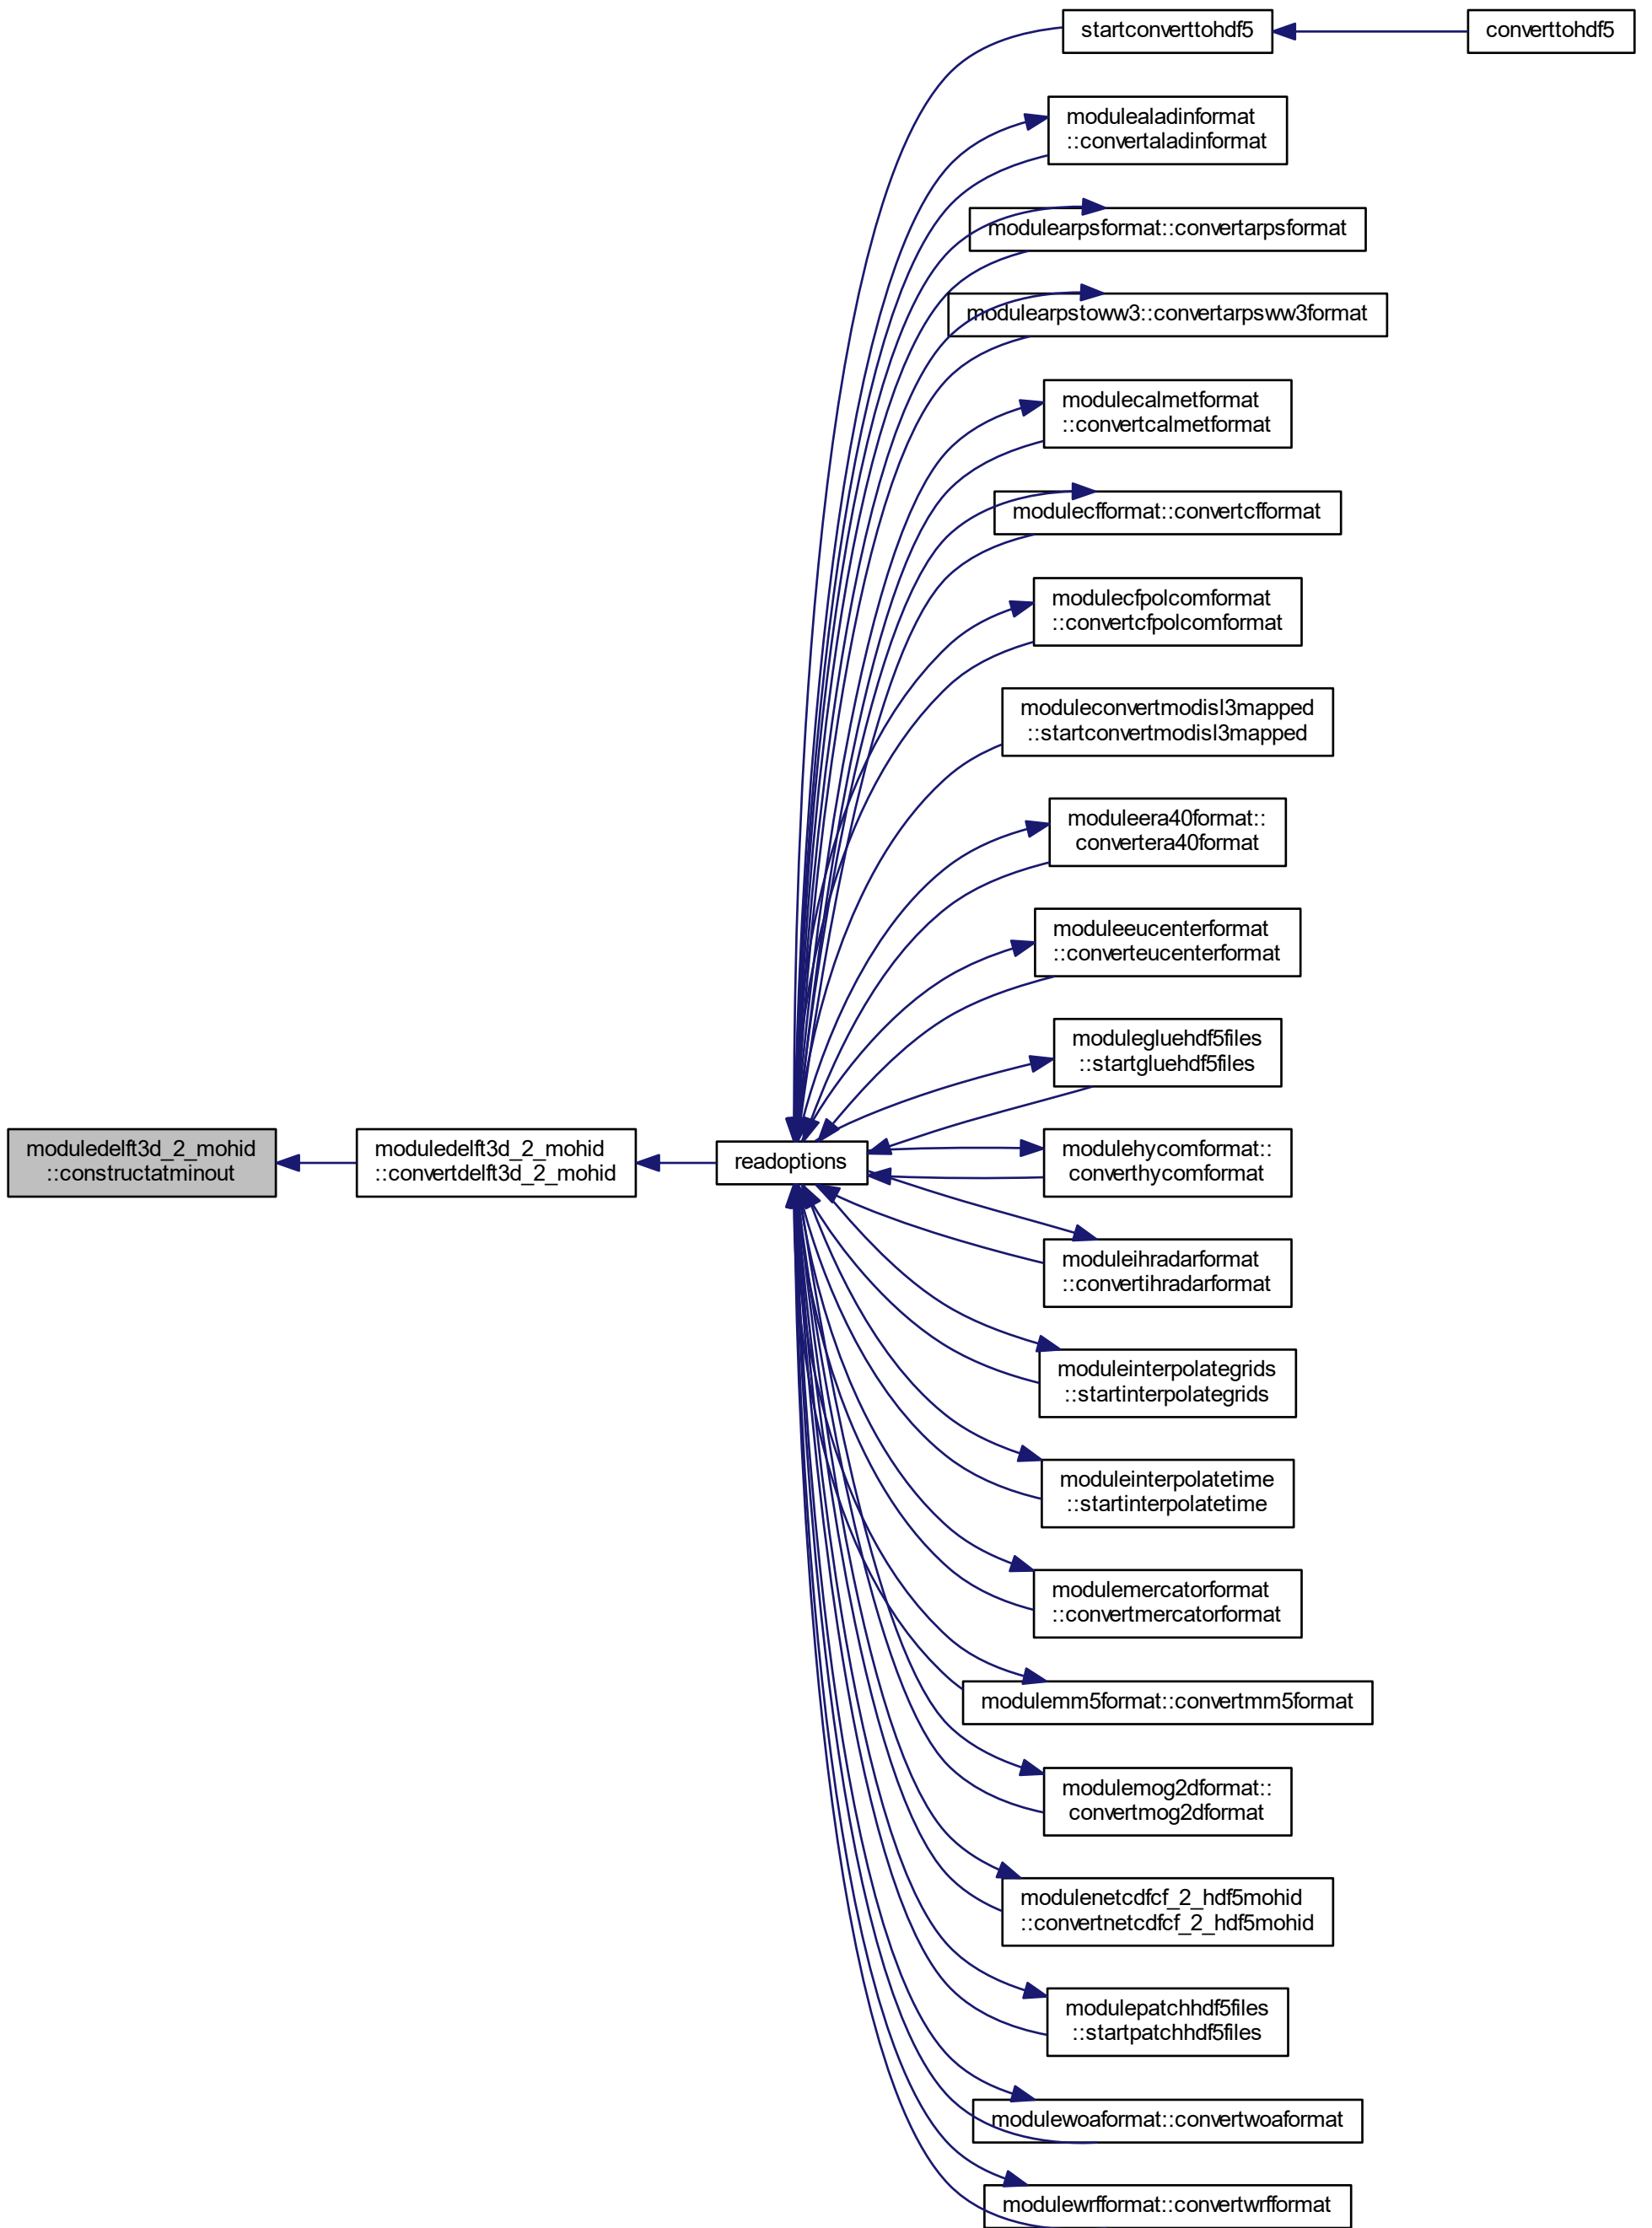 startconverttohdf5
converttohdf5
modulealadinformat
::convertaladinformat
modulearpsformat::convertarpsformat
modulearpstoww3::convertarpsww3format
modulecalmetformat
::convertcalmetformat
modulecfformat::convertcfformat
modulecfpolcomformat
::convertcfpolcomformat
moduleconvertmodisl3mapped
::startconvertmodisl3mapped
moduleera40format::
convertera40format
moduleeucenterformat
::converteucenterformat
modulegluehdf5files
::startgluehdf5files
moduledelft3d_2_mohid
::constructatminout
moduledelft3d_2_mohid
::convertdelft3d_2_mohid
readoptions
modulehycomformat::
converthycomformat
moduleihradarformat
::convertihradarformat
moduleinterpolategrids
::startinterpolategrids
moduleinterpolatetime
::startinterpolatetime
modulemercatorformat
::convertmercatorformat
modulemm5format::convertmm5format
modulemog2dformat::
convertmog2dformat
modulenetcdfcf_2_hdf5mohid
::convertnetcdfcf_2_hdf5mohid
modulepatchhdf5files
::startpatchhdf5files
modulewoaformat::convertwoaformat
modulewrfformat::convertwrfformat